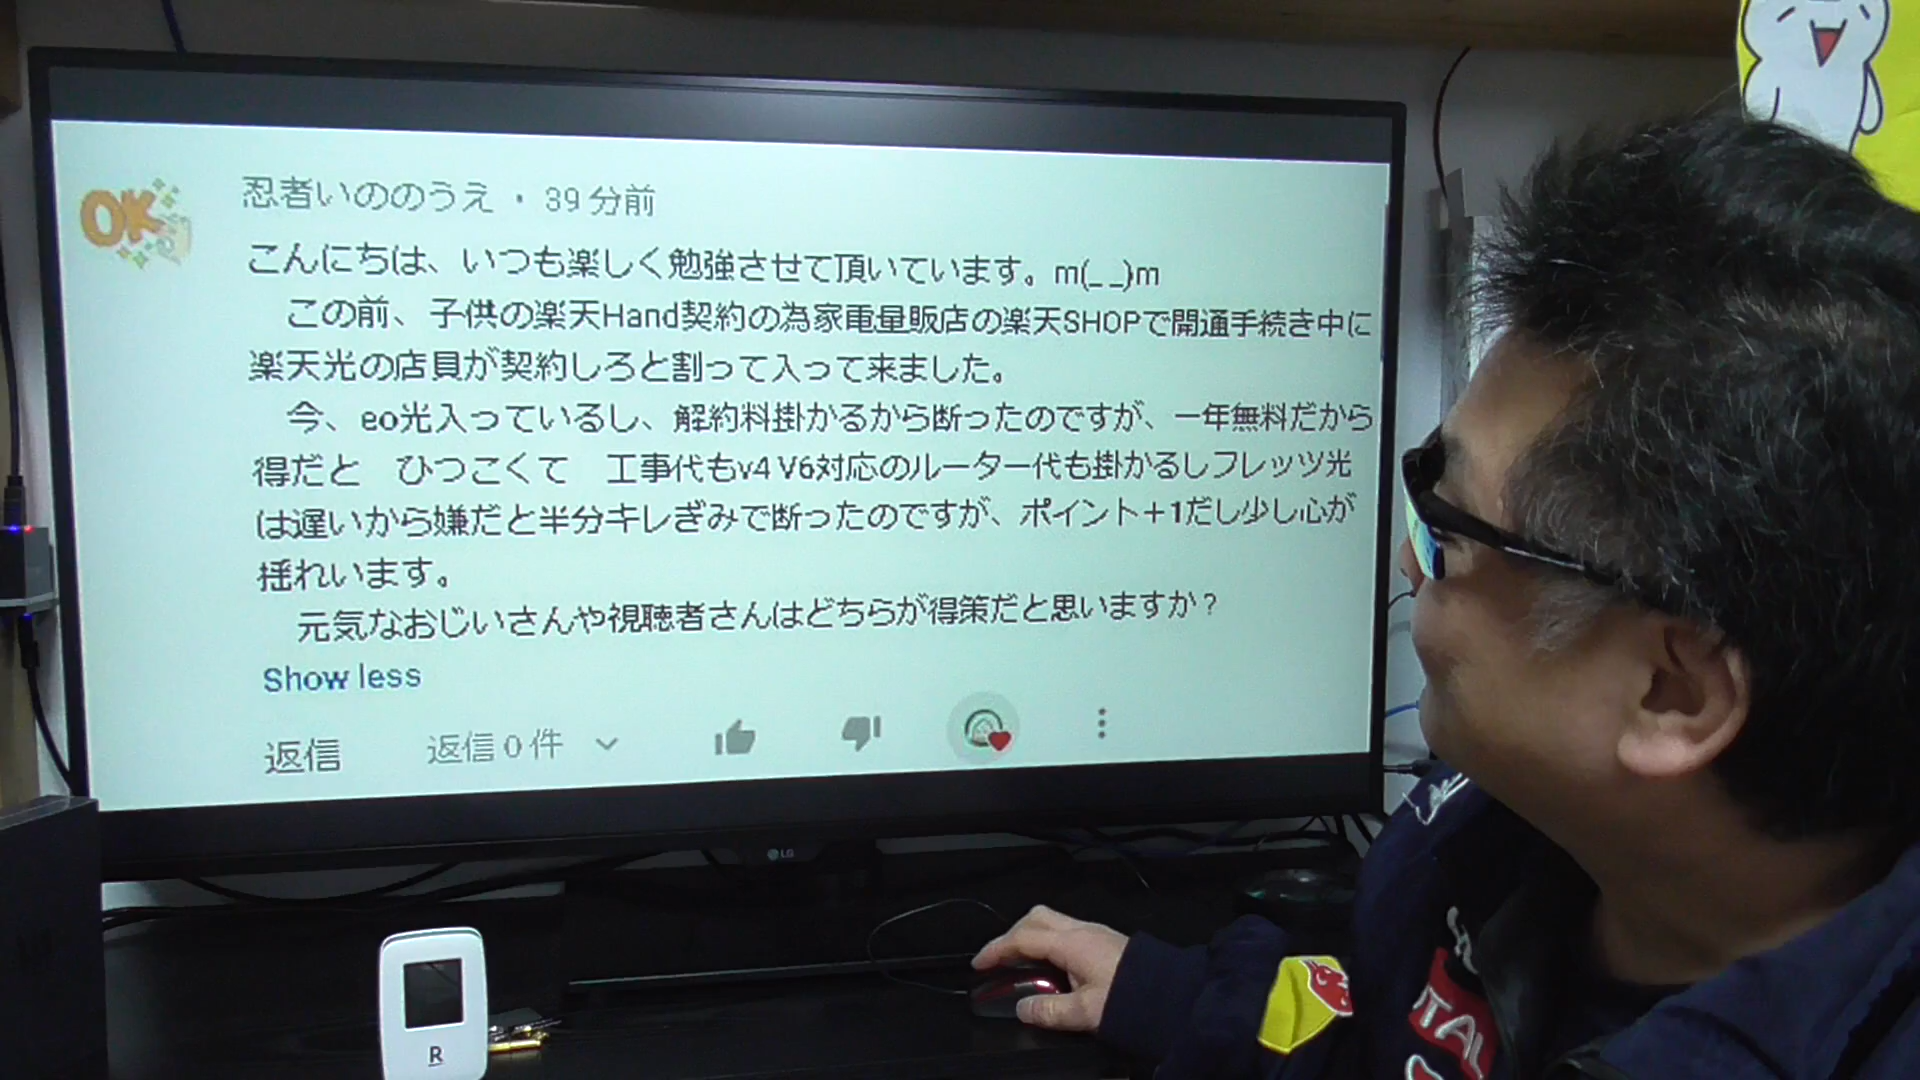 OK
忍者いののうえ・39 分前
こんにちは、いつも楽しく勉強させて頂いています。m(_ _)m
この前、子供の楽天Hand契約の為家電量販店の楽天SHOPで開通手続き中に
楽天光の店員が契約しろと割って入って来ました。
今、eo光入っているし、解約料掛かるから断ったのですが、一年無料だから
得だと　ひつこくて　工事代もv4 V6対応のルーター代も掛かるしフレッツ光
は遅いから嫌だと半分キレぎみで断ったのですが、ポイント＋1だし少し心が
揺れいます。
元気なおじいさんや視聴者さんはどちらが得策だと思いますか？
Show less
返信
返信 0 件
LG
R